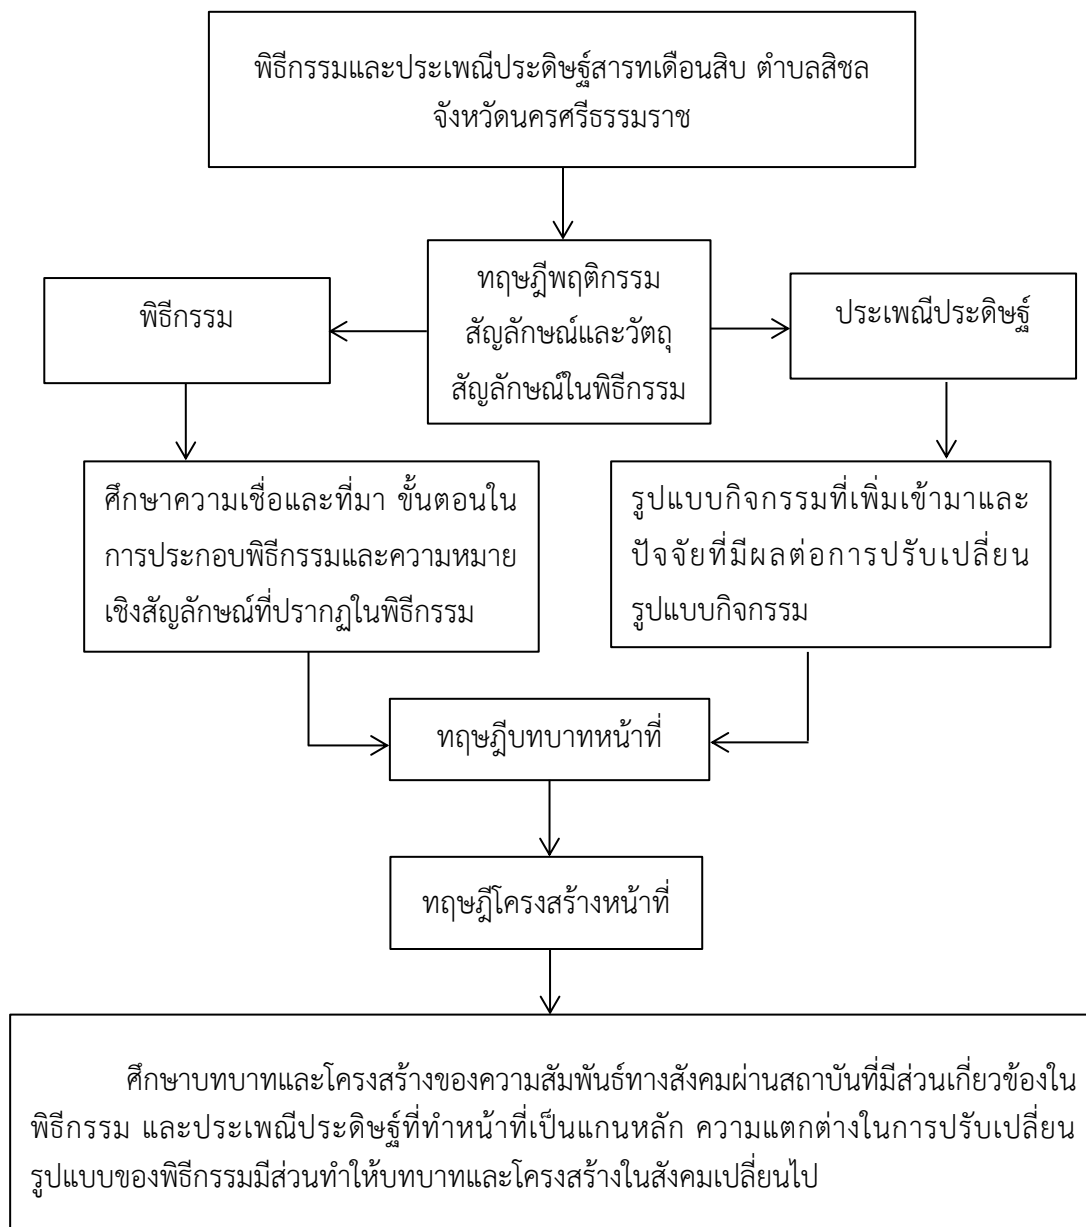 พิธีกรรมและประเพณีประดิษฐ์สารทเดือนสิบ ตำบลสิชล
จังหวัดนครศรีธรรมราช
ทฤษฎีพฤติกรรม
สัญลักษณ์และวัตถุ
สัญลักษณ์ในพิธีกรรม
พิธีกรรม
ประเพณีประดิษฐ์
ศึกษาความเชื่อและที่มา ขั้นตอนใน
การประกอบพิธีกรรมและความหมาย
เชิงสัญลักษณ์ที่ปรากฏในพิธีกรรม
รูปแบบกิจกรรมที่เพิ่มเข้ามาและ
ปัจจัยที่มีผลต่อการปรับเปลี่ยน
รูปแบบกิจกรรม
ทฤษฎีบทบาทหน้าที่
ทฤษฎีโครงสร้างหน้าที่
ศึกษาบทบาทและโครงสร้างของความสัมพันธ์ทางสังคมผ่านสถาบันที่มีส่วนเกี่ยวข้องใน
พิธีกรรม และประเพณีประดิษฐ์ที่ทำหน้าที่เป็นแกนหลัก ความแตกต่างในการปรับเปลี่ยน
รูปแบบของพิธีกรรมมีส่วนทำให้บทบาทและโครงสร้างในสังคมเปลี่ยนไป